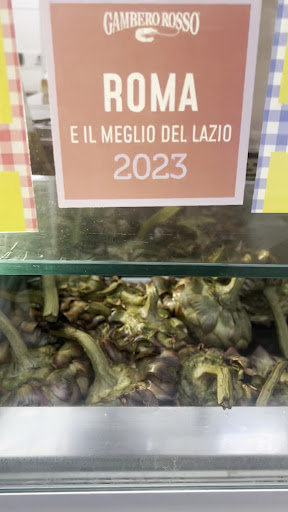 GAMBERO ROSSO
ROMA
E IL MEGLIO DEL LAZIO
2023